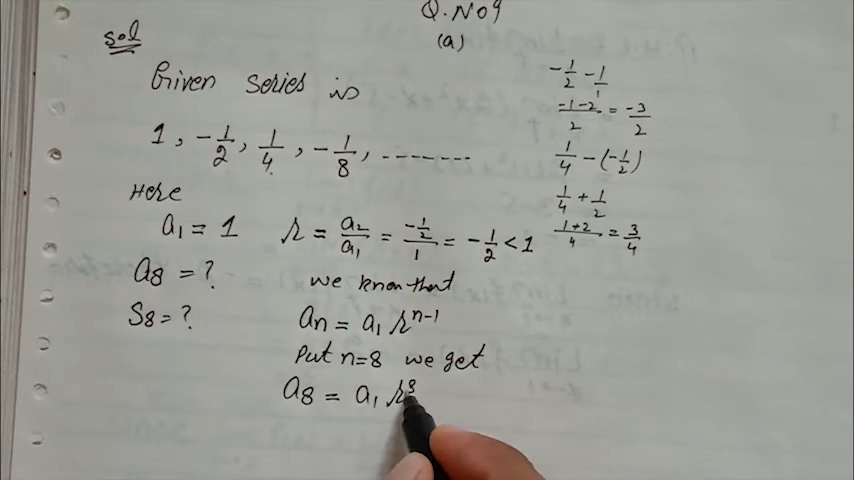 Q.No 9
(a)
sol
Given series is
1, -1/2, 1/4, -1/8, --------
Here
a₁ = 1 r = a₂/a₁ = (-1/2)/1 = -1/2 < 1
a₈ = ? we know that
S₈ = ? aₙ = a₁ rⁿ⁻¹
Put n=8 we get
a₈ = a₁ r⁸
-1/2 - 1/1
(-1-2)/2 = -3/2
1/4 - (-1/2)
1/4 + 1/2
(1+2)/4 = 3/4